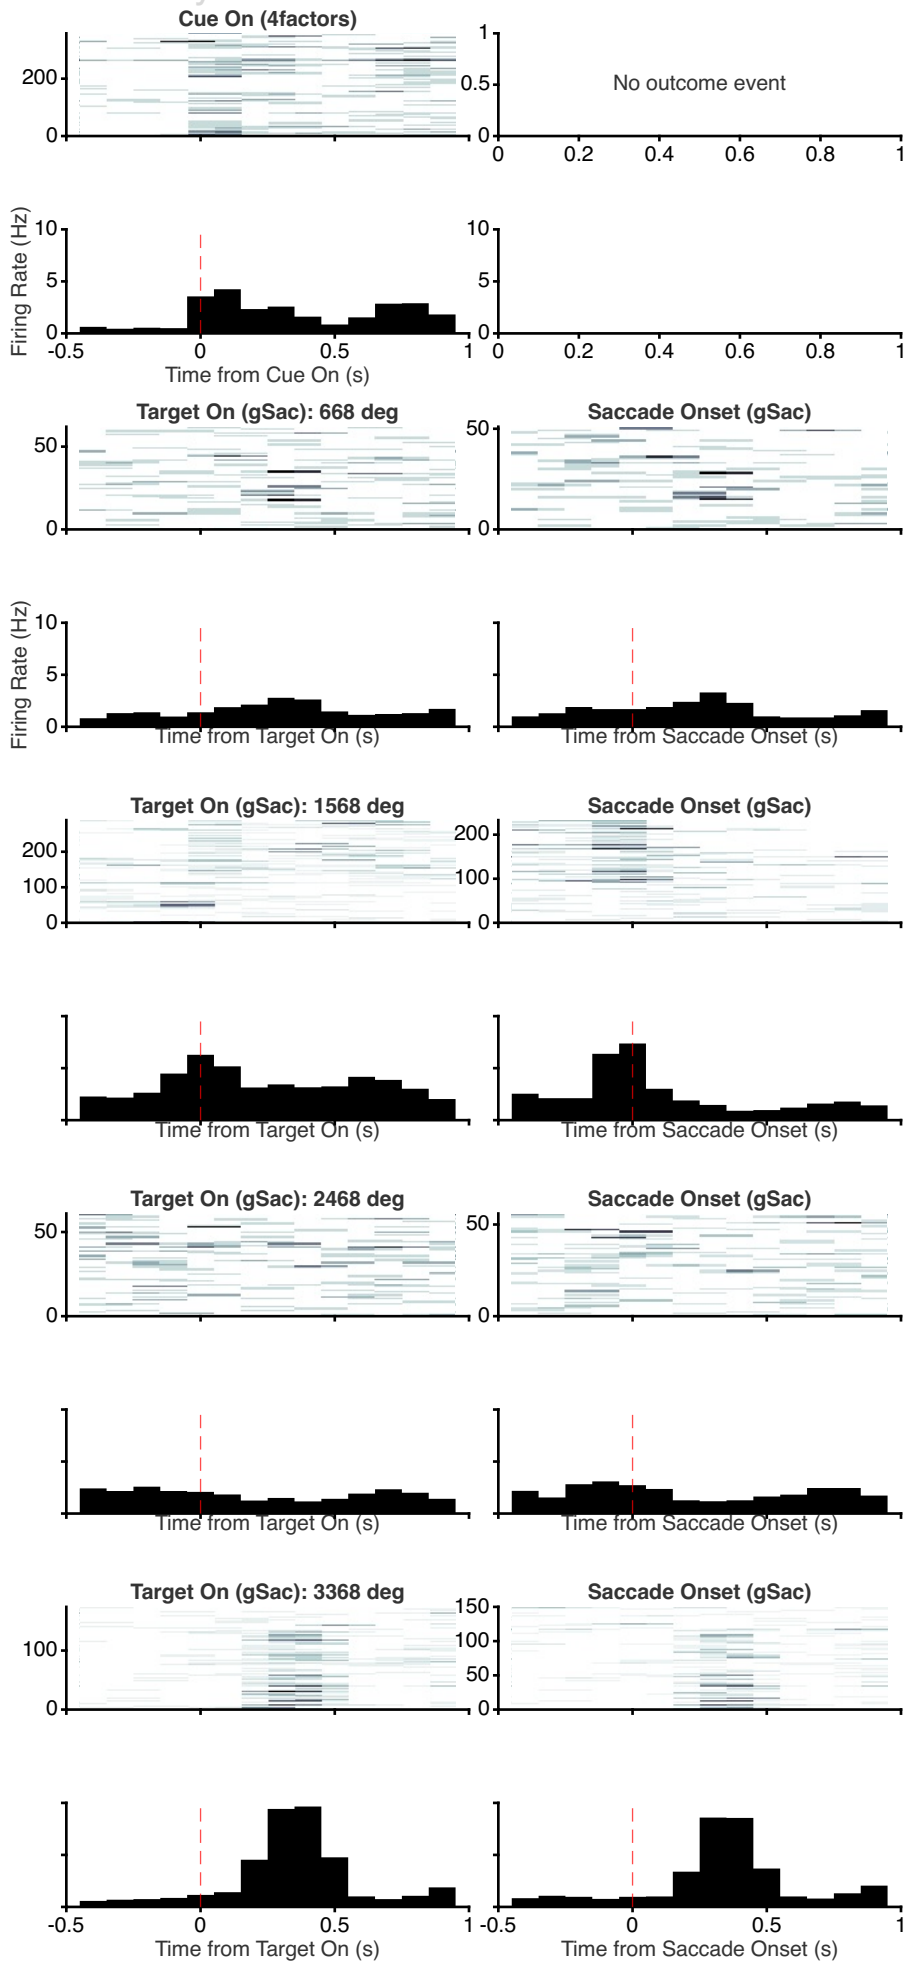 Cue On (4factors)
200
0
1
0.5
0
No outcome event
0 0.2 0.4 0.6 0.8 1
Firing Rate (Hz)
10
5
0
-0.5 0 0.5 1
Time from Cue On (s)
10
5
0
0 0.2 0.4 0.6 0.8 1
Target On (gSac): 668 deg
50
0
Saccade Onset (gSac)
50
0
Firing Rate (Hz)
10
5
0
Time from Target On (s)
Time from Saccade Onset (s)
Target On (gSac): 1568 deg
200
100
0
Saccade Onset (gSac)
200
100
0
Time from Target On (s)
Time from Saccade Onset (s)
Target On (gSac): 2468 deg
50
0
Saccade Onset (gSac)
50
0
Time from Target On (s)
Time from Saccade Onset (s)
Target On (gSac): 3368 deg
100
0
Saccade Onset (gSac)
150
100
50
0
-0.5 0 0.5 1
Time from Target On (s)
-0.5 0 0.5 1
Time from Saccade Onset (s)